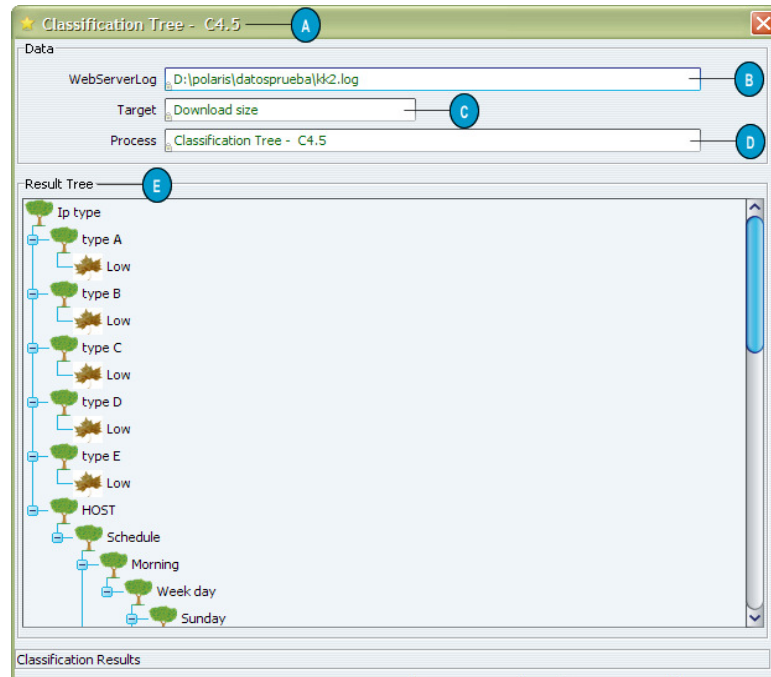 Classification Tree - C4.5 A
Data
WebServerLog D:\polaris\datosprueba\kk2.log B
Target Download size C
Process Classification Tree - C4.5 D
Result Tree E
Ip type
type A
Low
type B
Low
type C
Low
type D
Low
type E
Low
HOST
Schedule
Morning
Week day
Sunday
Classification Results